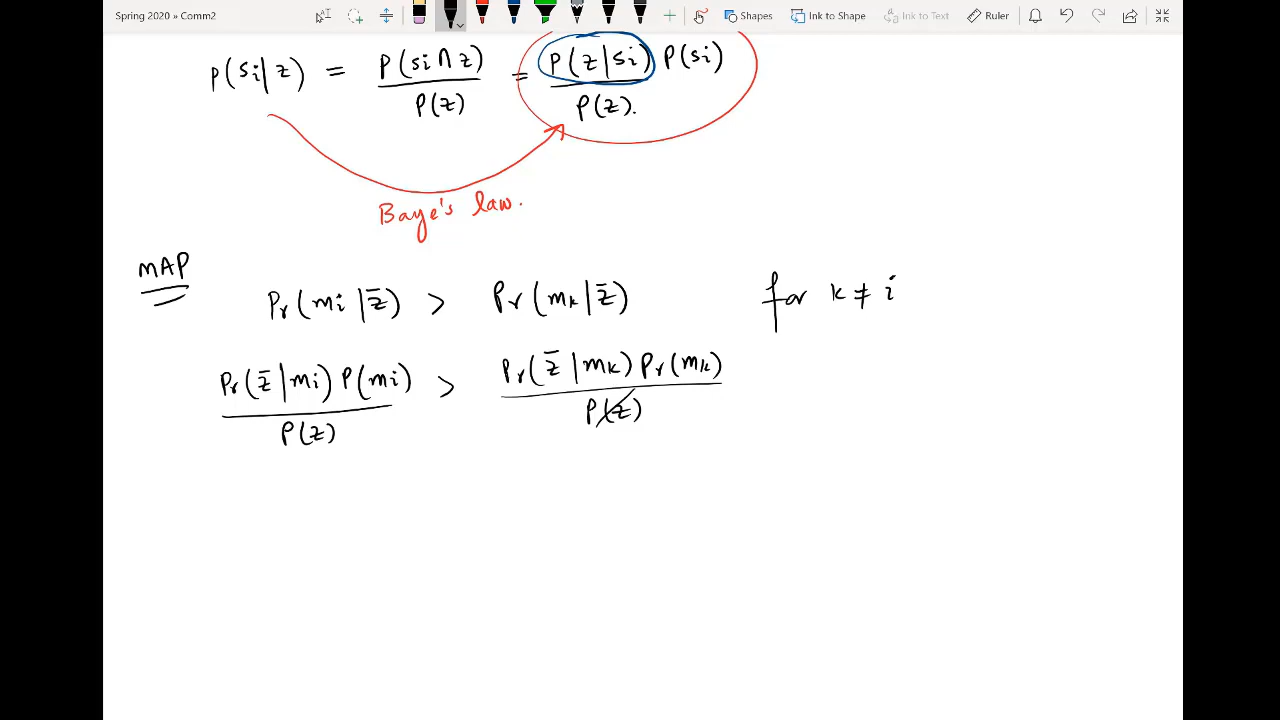 Spring 2020 » Comm2
Shapes Ink to Shape Ink to Text Ruler
P(si|z) = P(si∩z) / P(z) = P(z|si) P(si) / P(z).
Baye's law.
MAP
Pr(mi|z̄) > Pr(mk|z̄) for k ≠ i
Pr(z̄|mi) P(mi) / P(z) > Pr(z̄|mk) Pr(mk) / P(z)